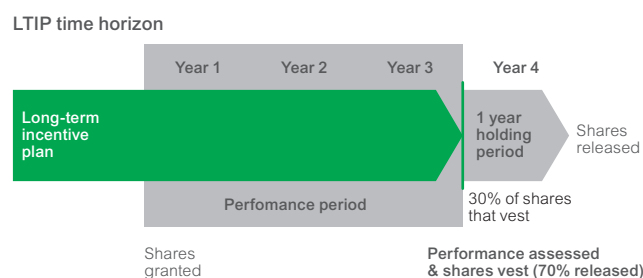 LTIP time horizon
Year 1
Year 2
Year 3
Year 4
Long-term
incentive
plan
1 year
holding
period
Shares
released
Perfomance period
30% of shares
that vest
Shares
granted
Performance assessed
& shares vest (70% released)